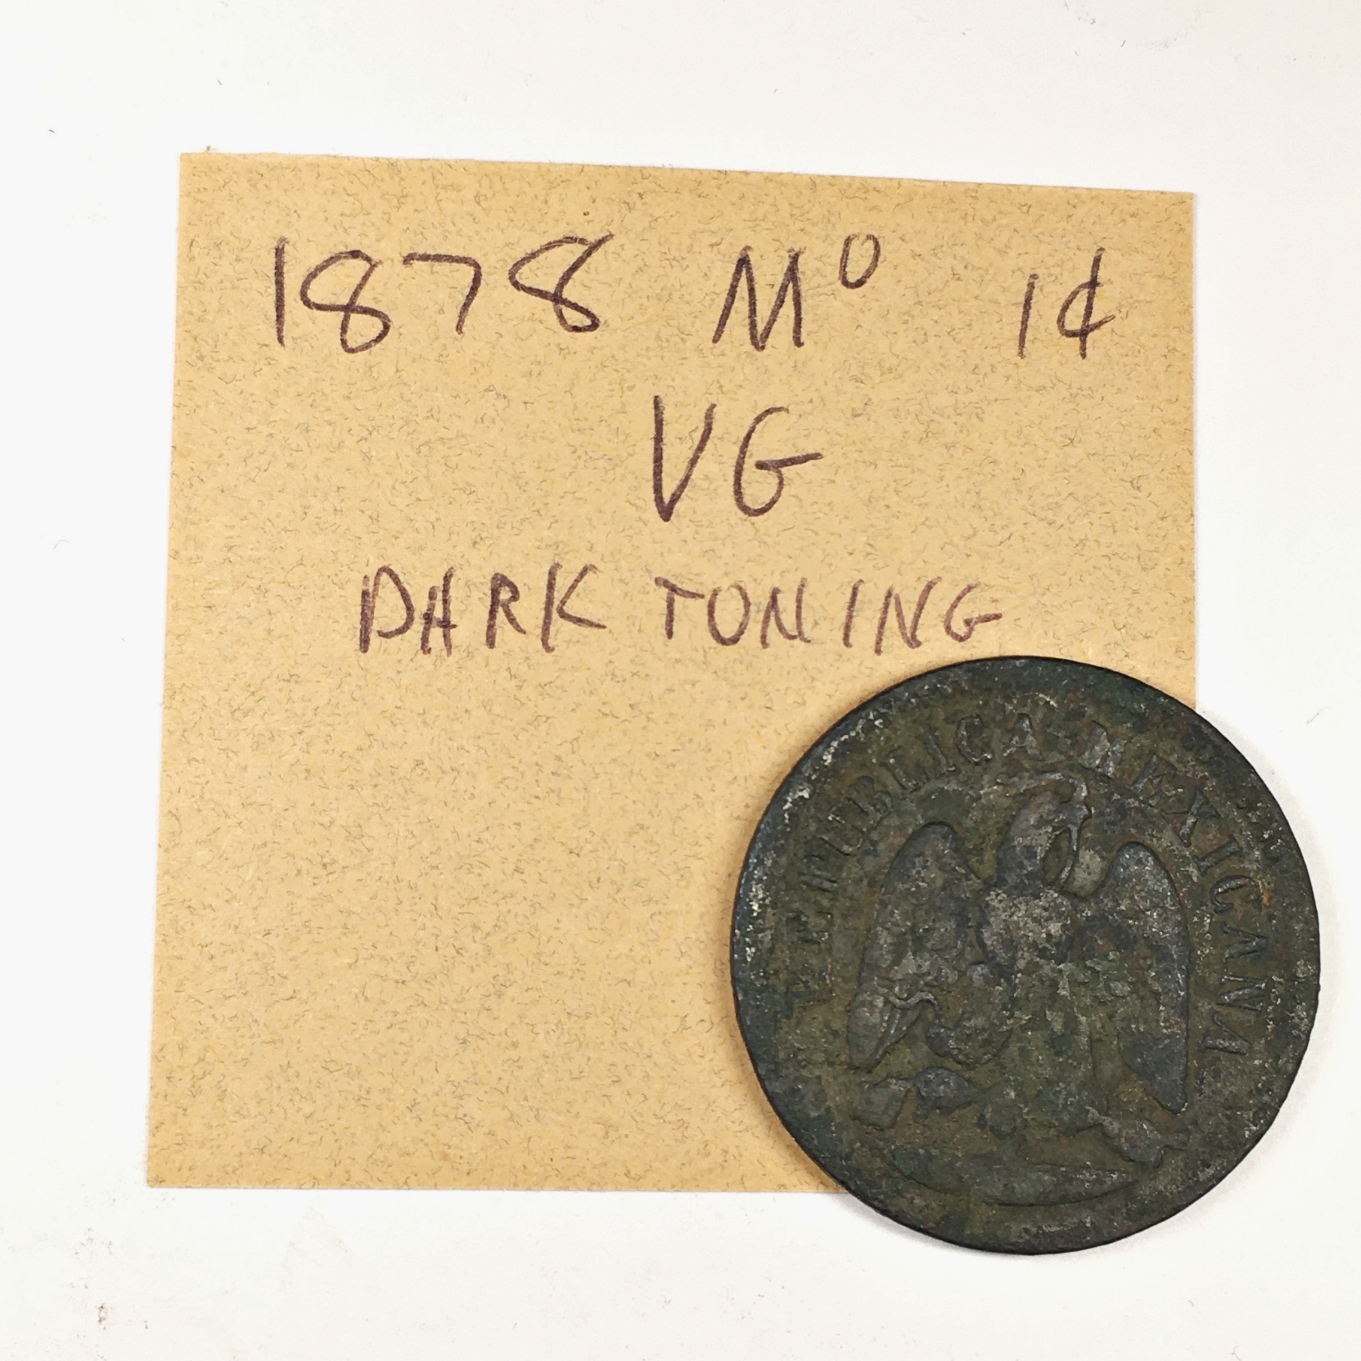 1878 Mº 1¢
VG
DARK TONING
REPUBLICA MEXICANA